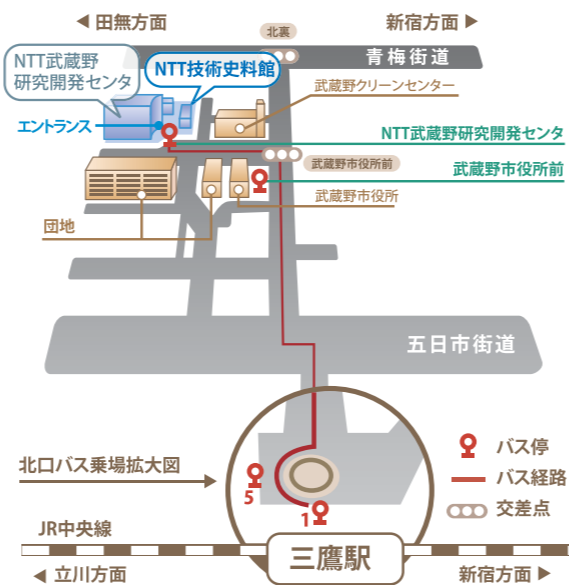 ◀ 田無方面
新宿方面 ▶
北裏
青梅街道
NTT武蔵野
研究開発センタ
NTT技術史料館
武蔵野クリーンセンター
エントランス
NTT武蔵野研究開発センタ
武蔵野市役所前
武蔵野市役所前
武蔵野市役所
団地
五日市街道
北口バス乗場拡大図
5
1
バス停
バス経路
交差点
JR中央線
三鷹駅
◀ 立川方面
新宿方面 ▶